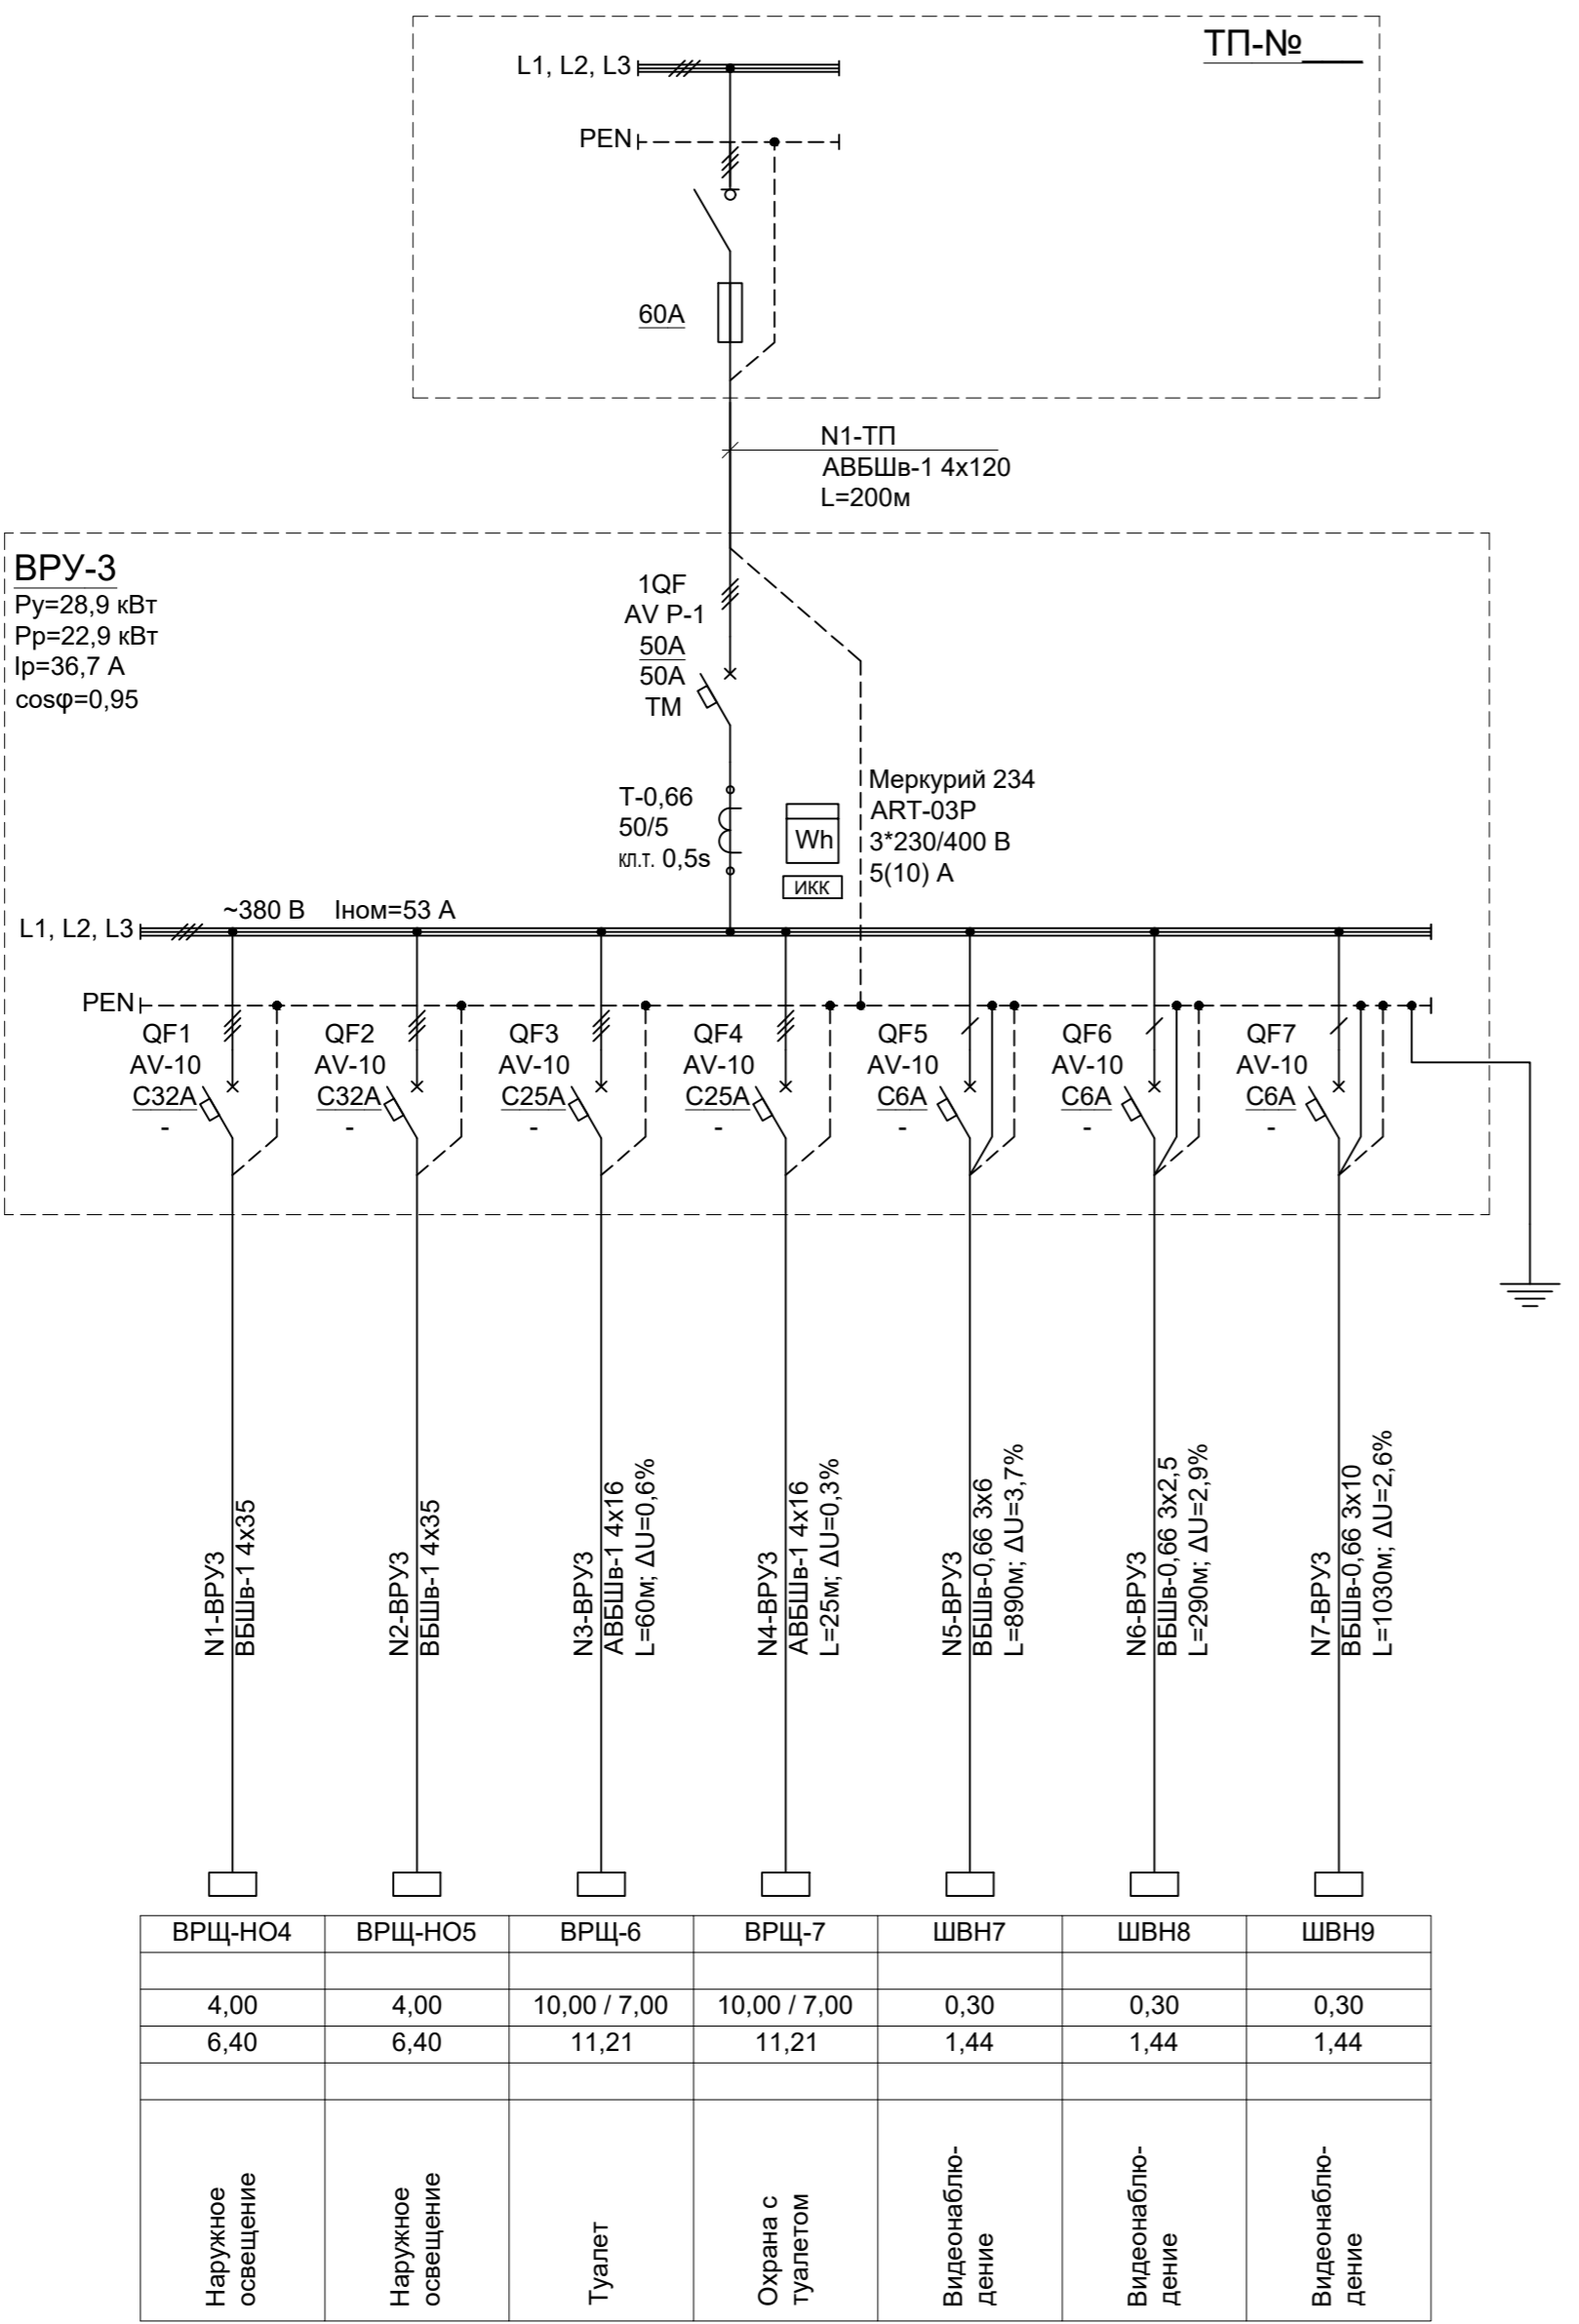 ТП-№____
L1, L2, L3
PEN
60А
N1-ТП
АВБШв-1 4х120
L=200м
ВРУ-3
Ру=28,9 кВт
Рр=22,9 кВт
Iр=36,7 А
cosφ=0,95
1QF
AV P-1
50А
50А
ТМ
Т-0,66
50/5
кл.т. 0,5s
Wh
ИКК
Меркурий 234
ART-03P
3*230/400 В
5(10) А
~380 В Iном=53 А
L1, L2, L3
PEN
QF1
AV-10
С32А
-
QF2
AV-10
С32А
-
QF3
AV-10
С25А
-
QF4
AV-10
С25А
-
QF5
AV-10
С6А
-
QF6
AV-10
С6А
-
QF7
AV-10
С6А
-
N1-ВРУ3
ВБШв-1 4х35
N2-ВРУ3
ВБШв-1 4х35
N3-ВРУ3
АВБШв-1 4х16
L=60м; ΔU=0,6%
N4-ВРУ3
АВБШв-1 4х16
L=25м; ΔU=0,3%
N5-ВРУ3
ВБШв-0,66 3х6
L=890м; ΔU=3,7%
N6-ВРУ3
ВБШв-0,66 3х2,5
L=290м; ΔU=2,9%
N7-ВРУ3
ВБШв-0,66 3х10
L=1030м; ΔU=2,6%
ВРЩ-НО4 ВРЩ-НО5 ВРЩ-6 ВРЩ-7 ШВН7 ШВН8 ШВН9
4,00 4,00 10,00 / 7,00 10,00 / 7,00 0,30 0,30 0,30
6,40 6,40 11,21 11,21 1,44 1,44 1,44
Наружное
освещение
Наружное
освещение
Туалет
Охрана с
туалетом
Видеонаблю-
дение
Видеонаблю-
дение
Видеонаблю-
дение